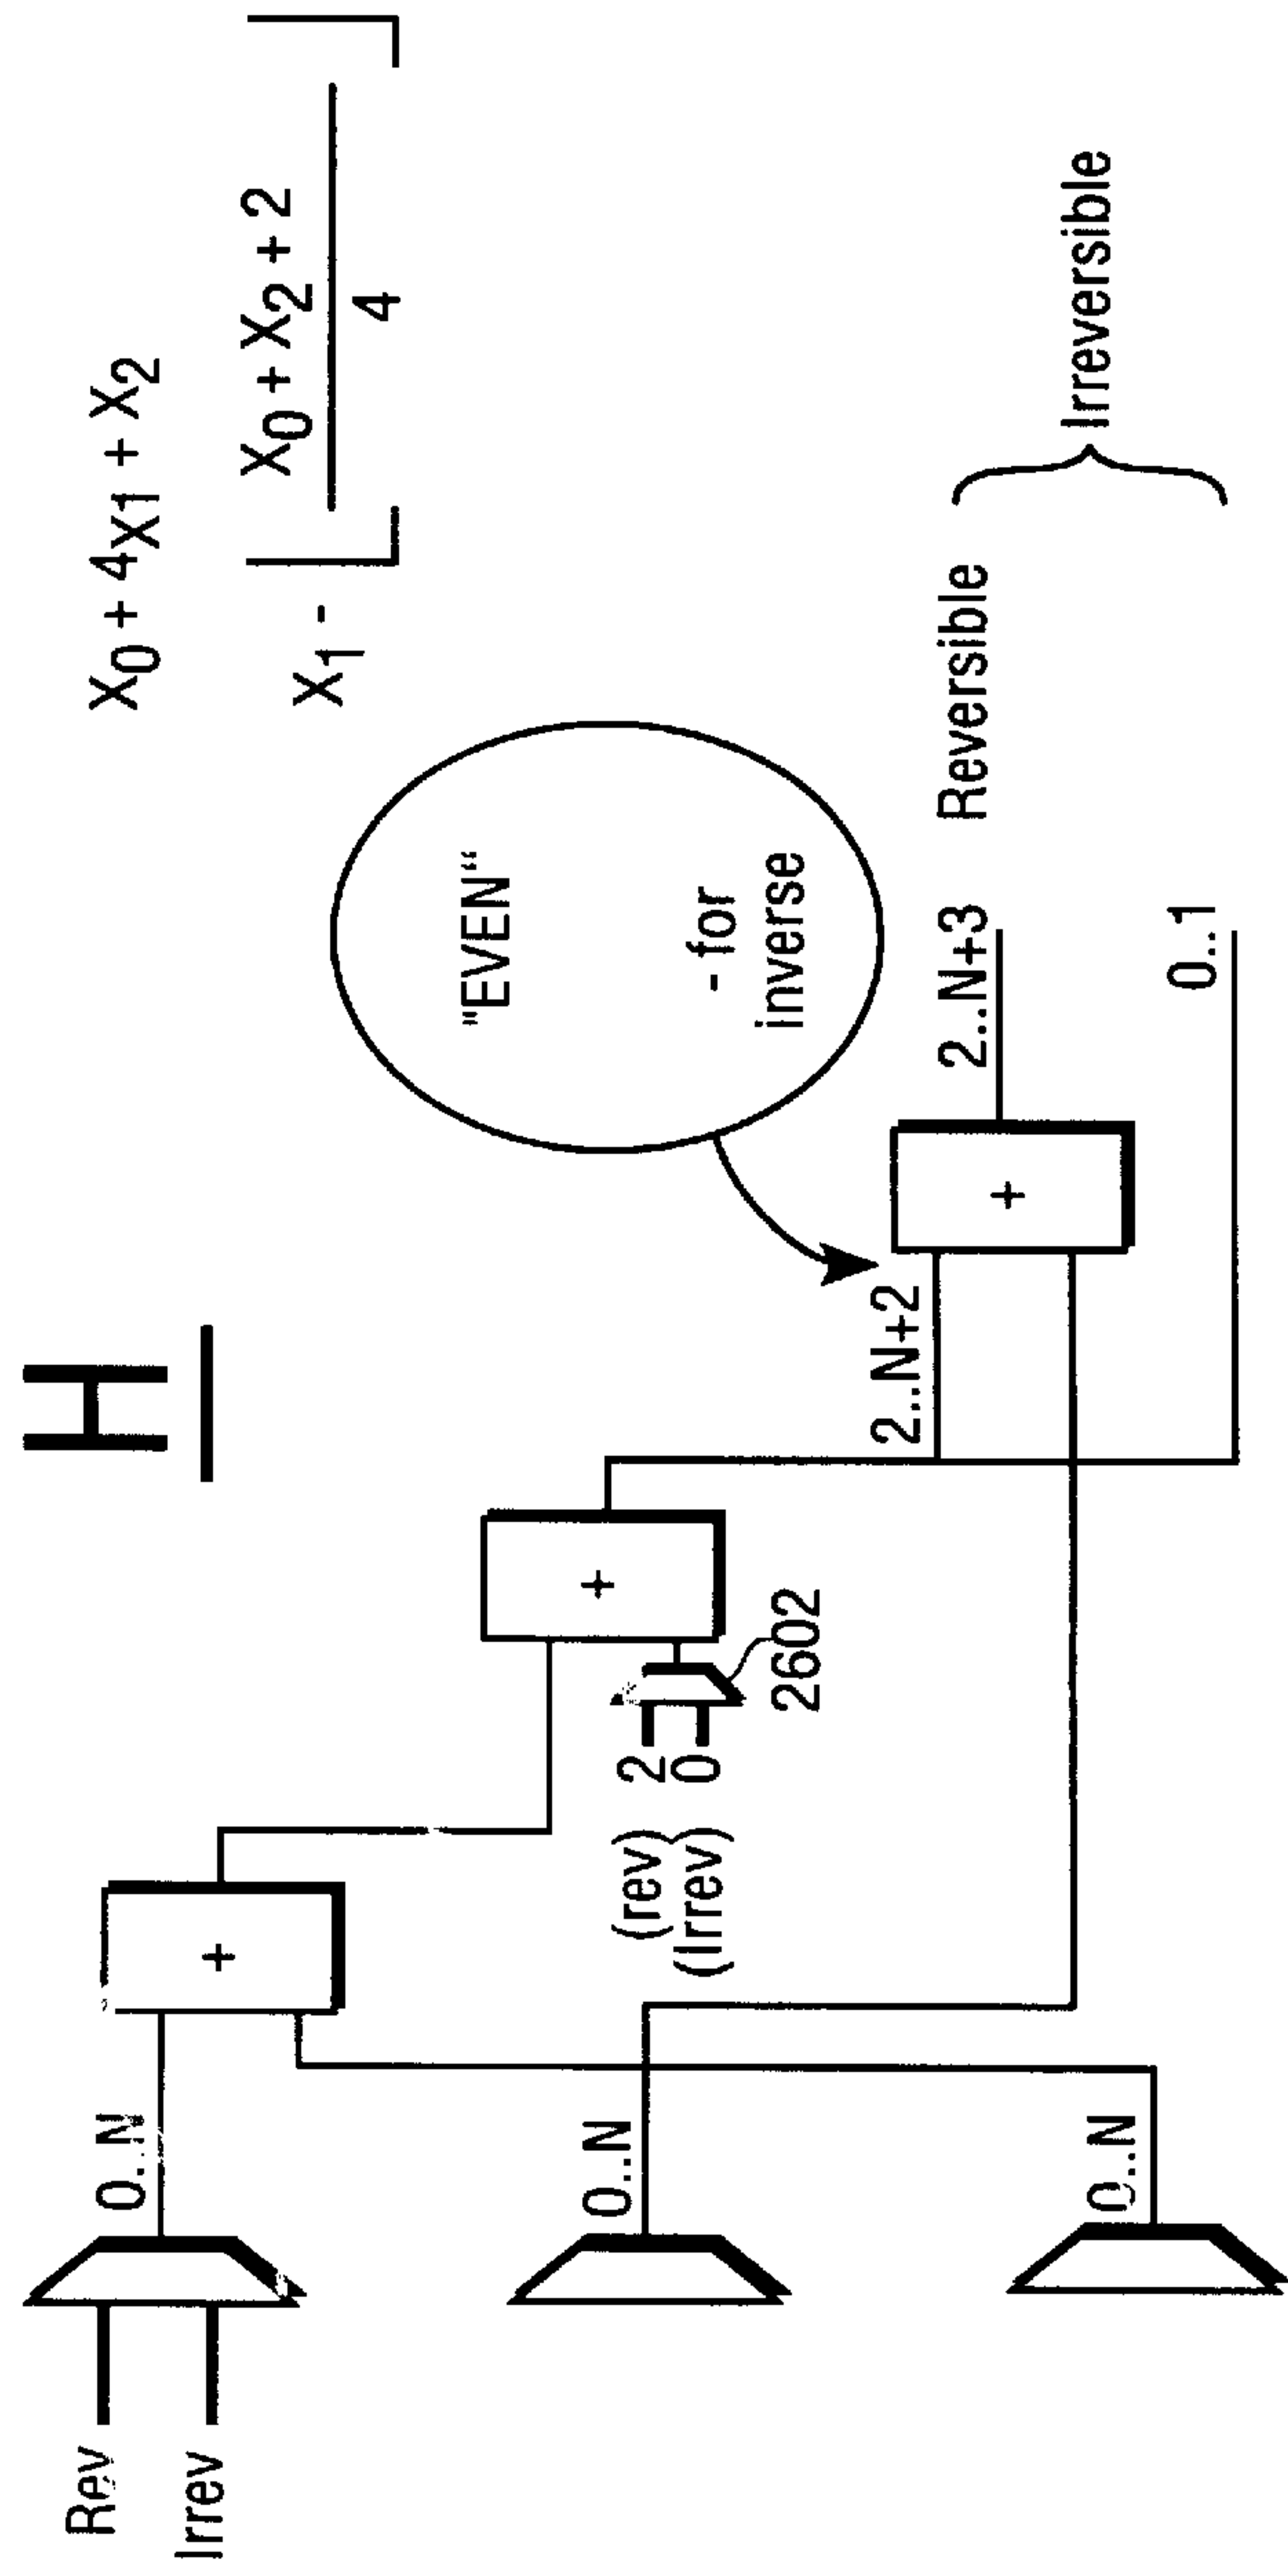 H
X0 + 4X1 + X2
X1 - X0 + X2 + 2
4
Rev
Irrev
0..N
+
0..N
0..N
(rev) 2
(Irrev) 0
2602
+
"EVEN“
- for
inverse
2..N+2
+
2..N+3
Reversible
0..1
Irreversible